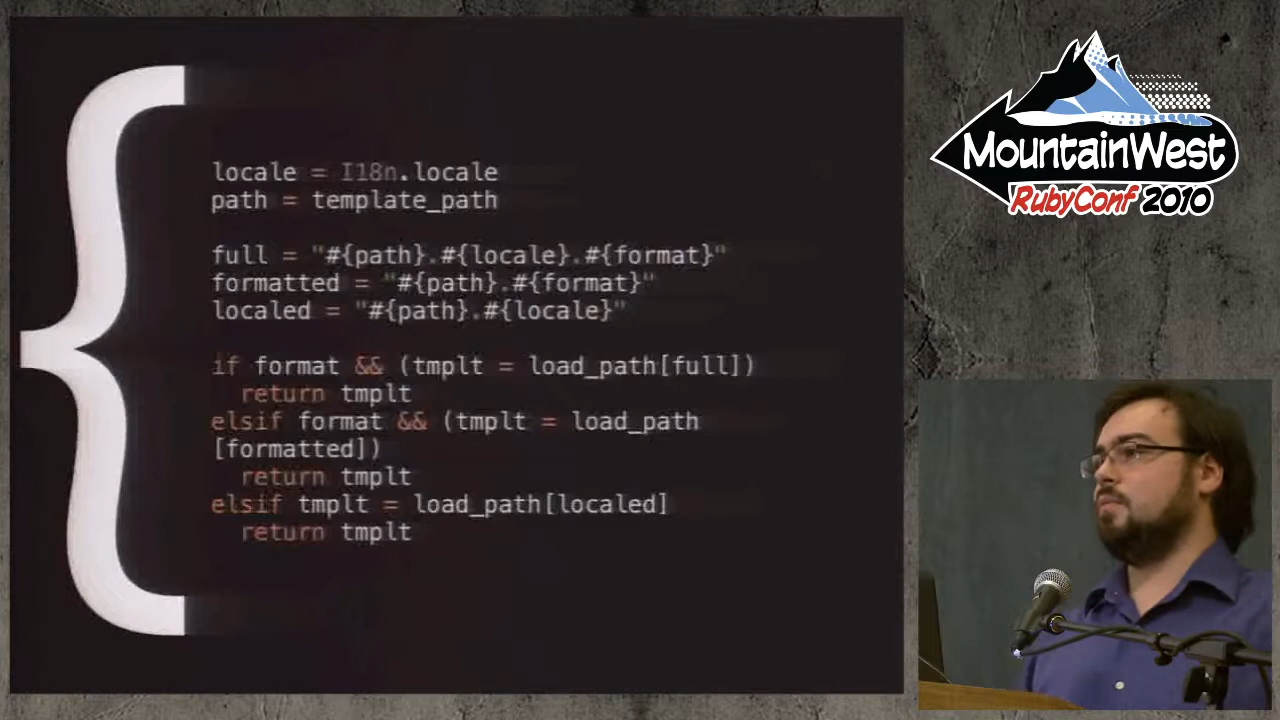 locale = I18n.locale
path = template_path
full = "#{path}.#{locale}.#{format}"
formatted = "#{path}.#{format}"
localed = "#{path}.#{locale}"
if format && (tmplt = load_path[full])
return tmplt
elsif format && (tmplt = load_path
[formatted])
return tmplt
elsif tmplt = load_path[localed]
return tmplt
MountainWest
RubyConf 2010